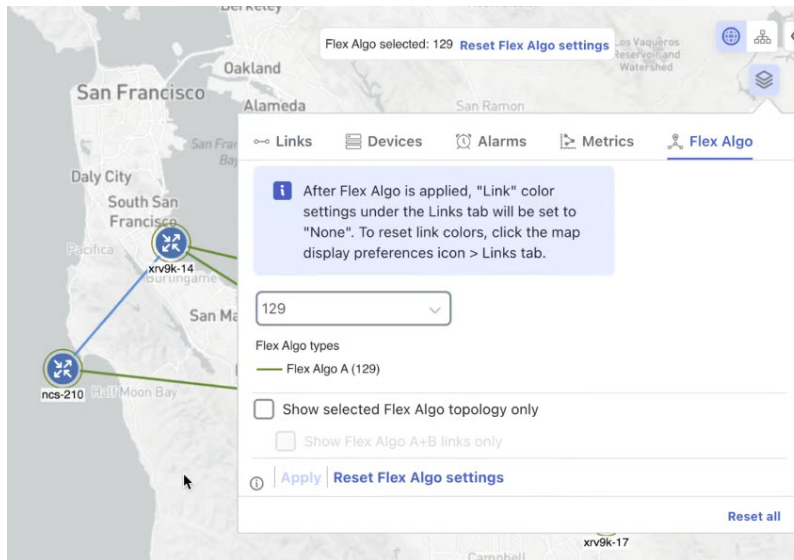 Berkeley
Flex Algo selected: 129 Reset Flex Algo settings
Los Vaqueros
Reservoir and
Watershed
Oakland
San Francisco
Alameda
San Ramon
San Fran
Bay
Links Devices Alarms Metrics Flex Algo
Daly City
South San
Francisco
Pacifica
xrv9k-14
Burlingame
San Ma
ncs-210
Half Moon Bay
i
After Flex Algo is applied, "Link" color
settings under the Links tab will be set to
"None". To reset link colors, click the map
display preferences icon > Links tab.
129
Flex Algo types
Flex Algo A (129)
Show selected Flex Algo topology only
Show Flex Algo A+B links only
Apply Reset Flex Algo settings
Reset all
xrv9k-17
Campbell